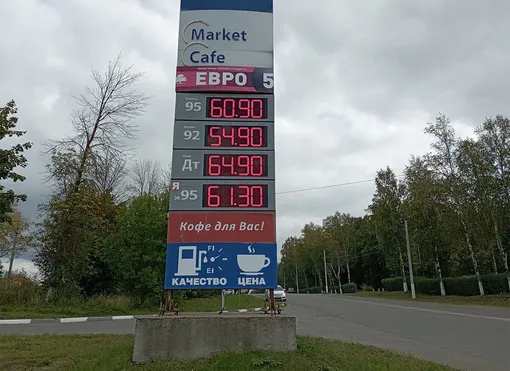 Market
Cafe
ЕВРО 5
95 60.90
92 54.90
Дт 64.90
Я 95 61.30
Кофе для Вас!
F
E
КАЧЕСТВО ЦЕНА